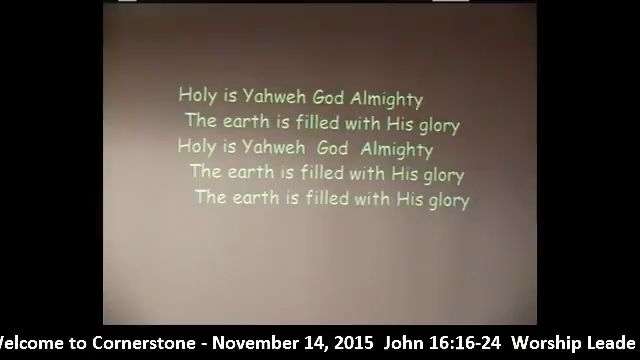 Holy is Yahweh God Almighty
The earth is filled with His glory
Holy is Yahweh God Almighty
The earth is filled with His glory
The earth is filled with His glory
elcome to Cornerstone - November 14, 2015 John 16:16-24 Worship Leade